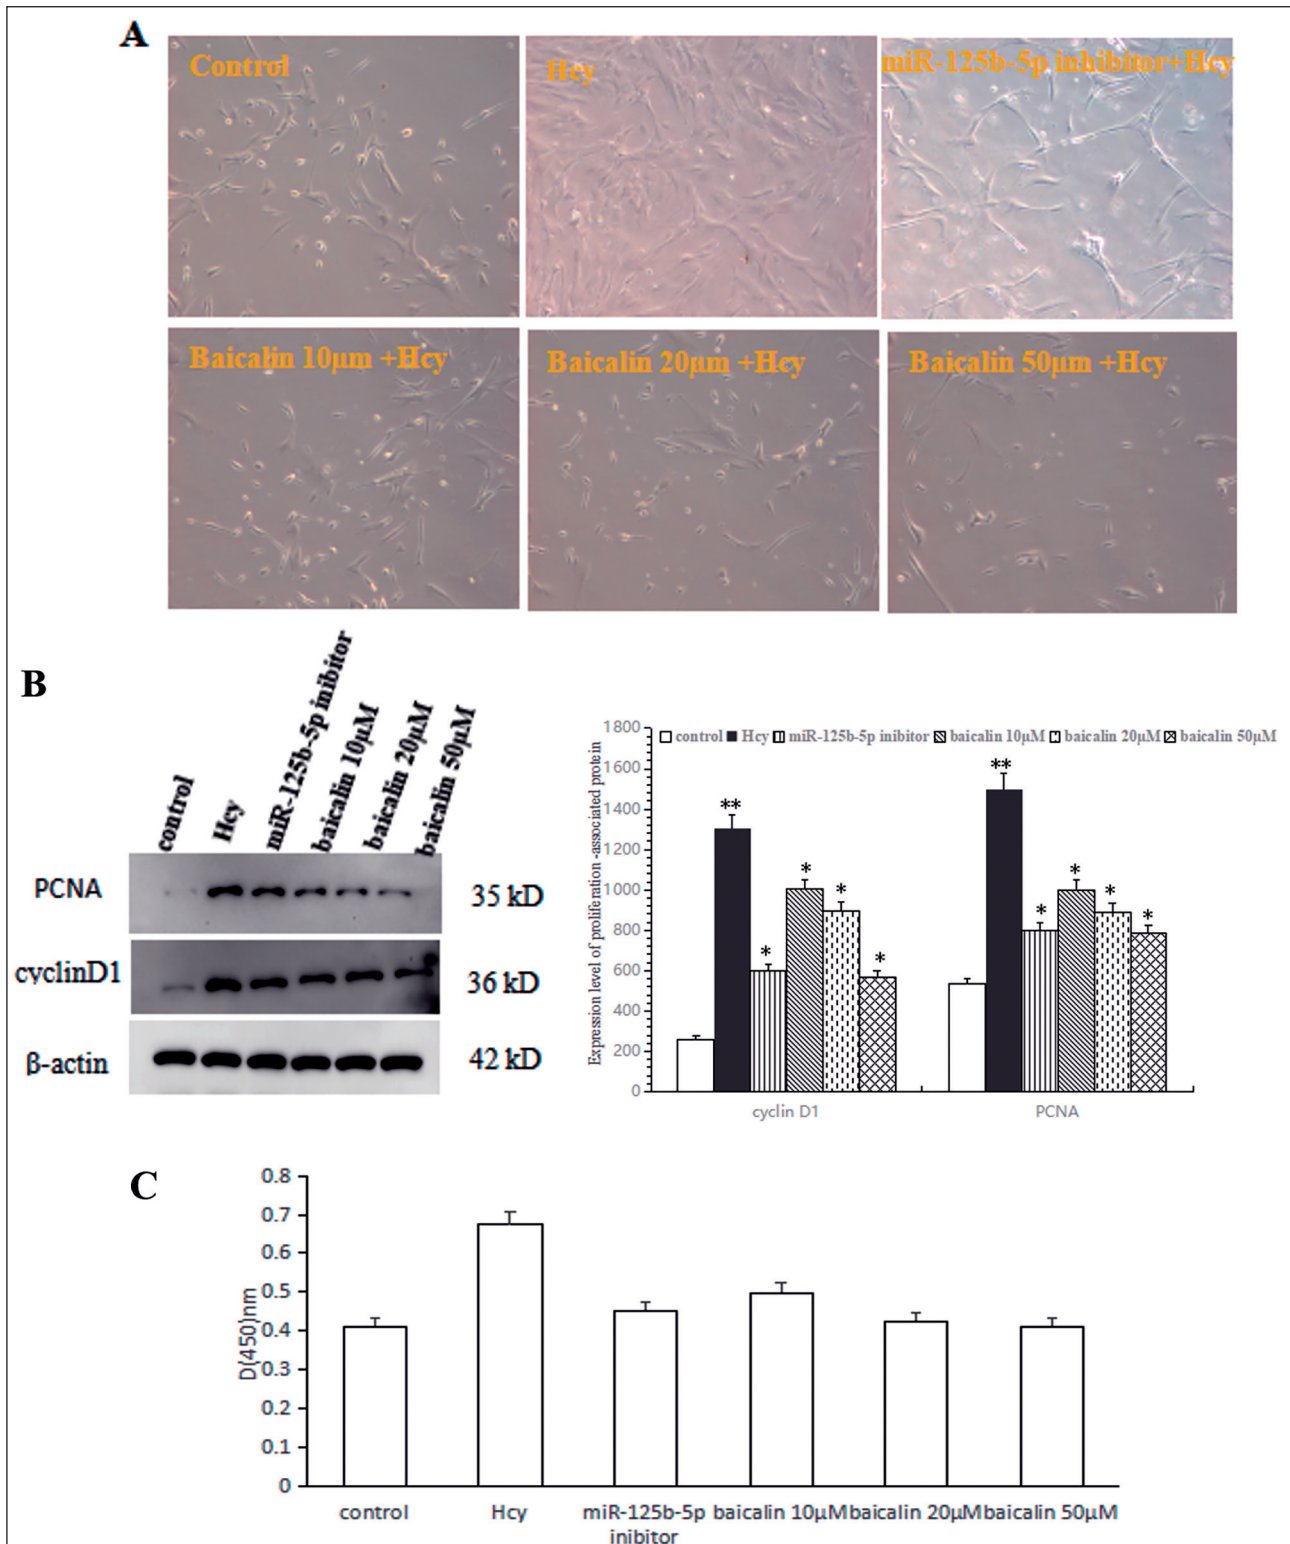 A
Control
Hcy
miR-125b-5p inhibitor+Hcy
Baicalin 10μm +Hcy
Baicalin 20μm +Hcy
Baicalin 50μm +Hcy
B
control
Hcy
miR-125b-5p inibitor
baicalin 10μM
baicalin 20μM
baicalin 50μM
PCNA
35 kD
cyclinD1
36 kD
β-actin
42 kD
Expression level of proliferation -associated protein
1800
1600
1400
1200
1000
800
600
400
200
0
control Hcy miR-125b-5p inibitor baicalin 10μM baicalin 20μM baicalin 50μM
** * * * *
** * * * *
cyclin D1 PCNA
C
D(450)nm
0.8
0.7
0.6
0.5
0.4
0.3
0.2
0.1
0
control Hcy miR-125b-5p baicalin 10μM baicalin 20μM baicalin 50μM
inibitor